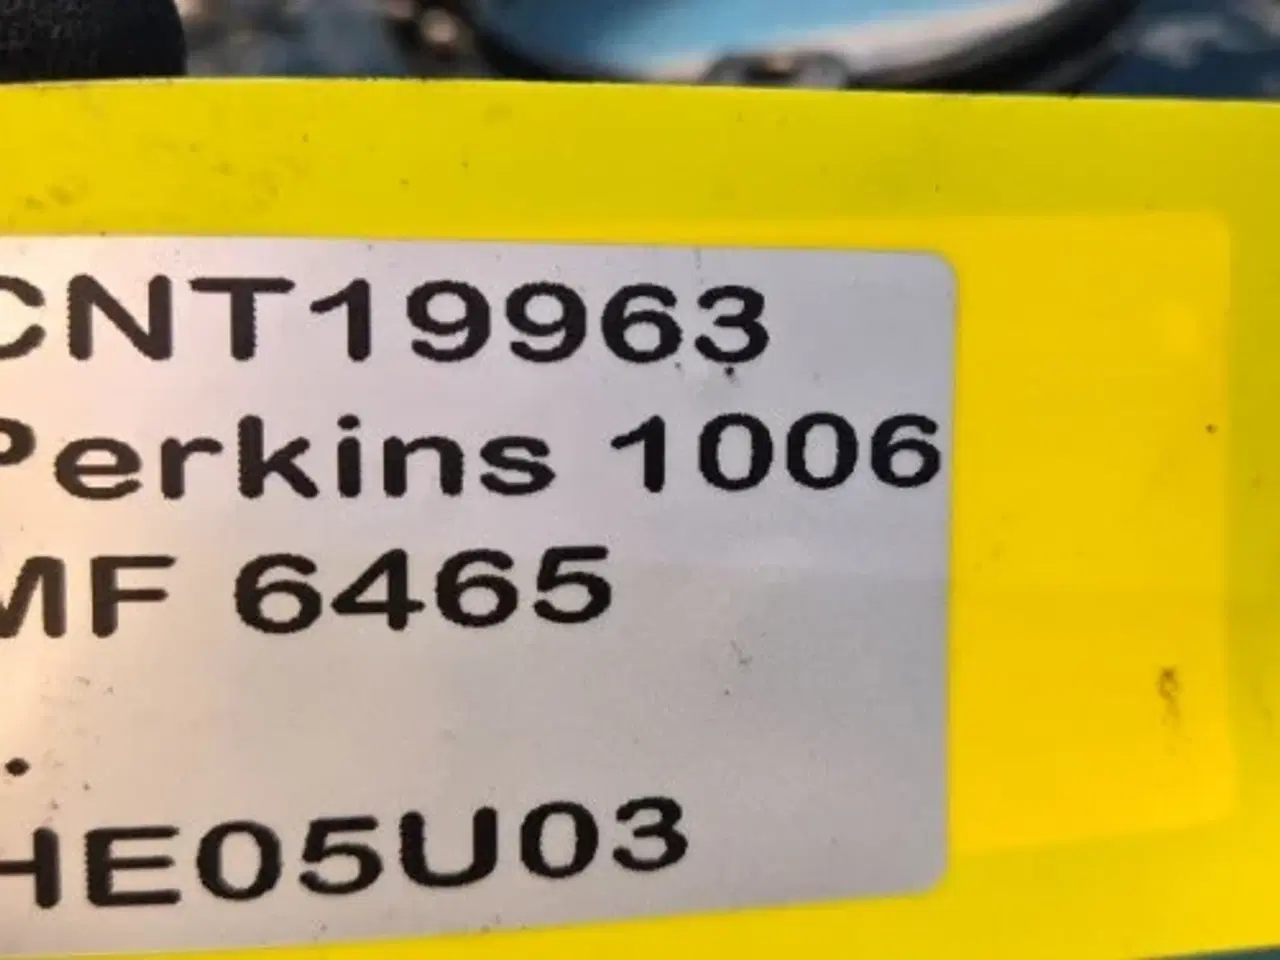 CNT19963
Perkins 1006
MF 6465
.
HE05U03